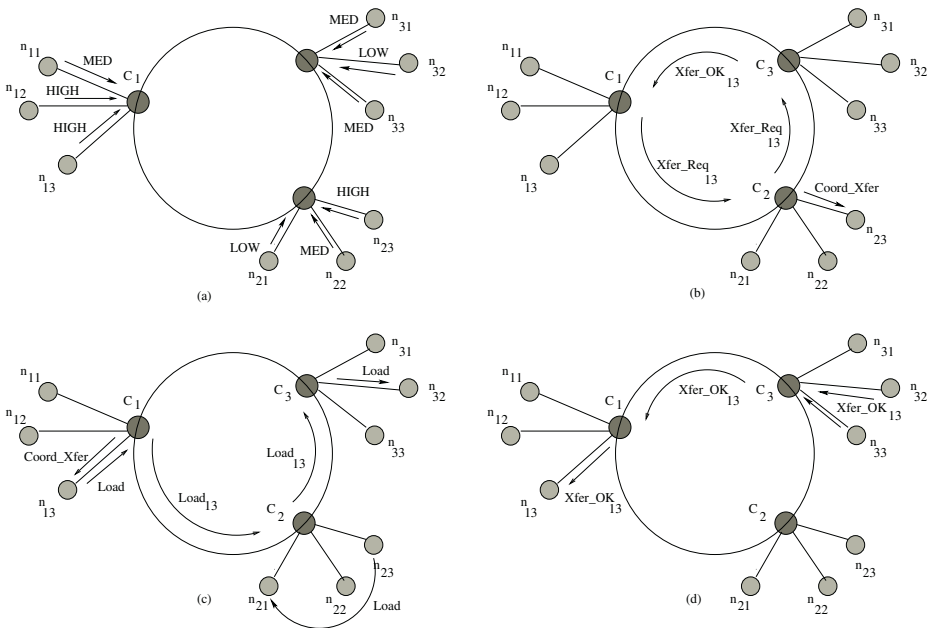 MED
n31
LOW
n32
MED
n33
n11
MED
C1
HIGH
n12
HIGH
n13
HIGH
n23
LOW
MED
n21
n22
(a)
n31
n32
C3
n33
Xfer_OK13
n11
C1
n12
n13
Xfer_Req13
Xfer_Req13
C2
Coord_Xfer
n23
n21
n22
(b)
n31
Load
n32
C3
n33
n11
C1
n12
Coord_Xfer
Load
n13
Load13
Load13
C2
n23
n21
n22
Load
(c)
n31
n32
C3
Xfer_OK13
n33
Xfer_OK13
n11
C1
n12
n13
Xfer_OK13
C2
n23
n21
n22
(d)